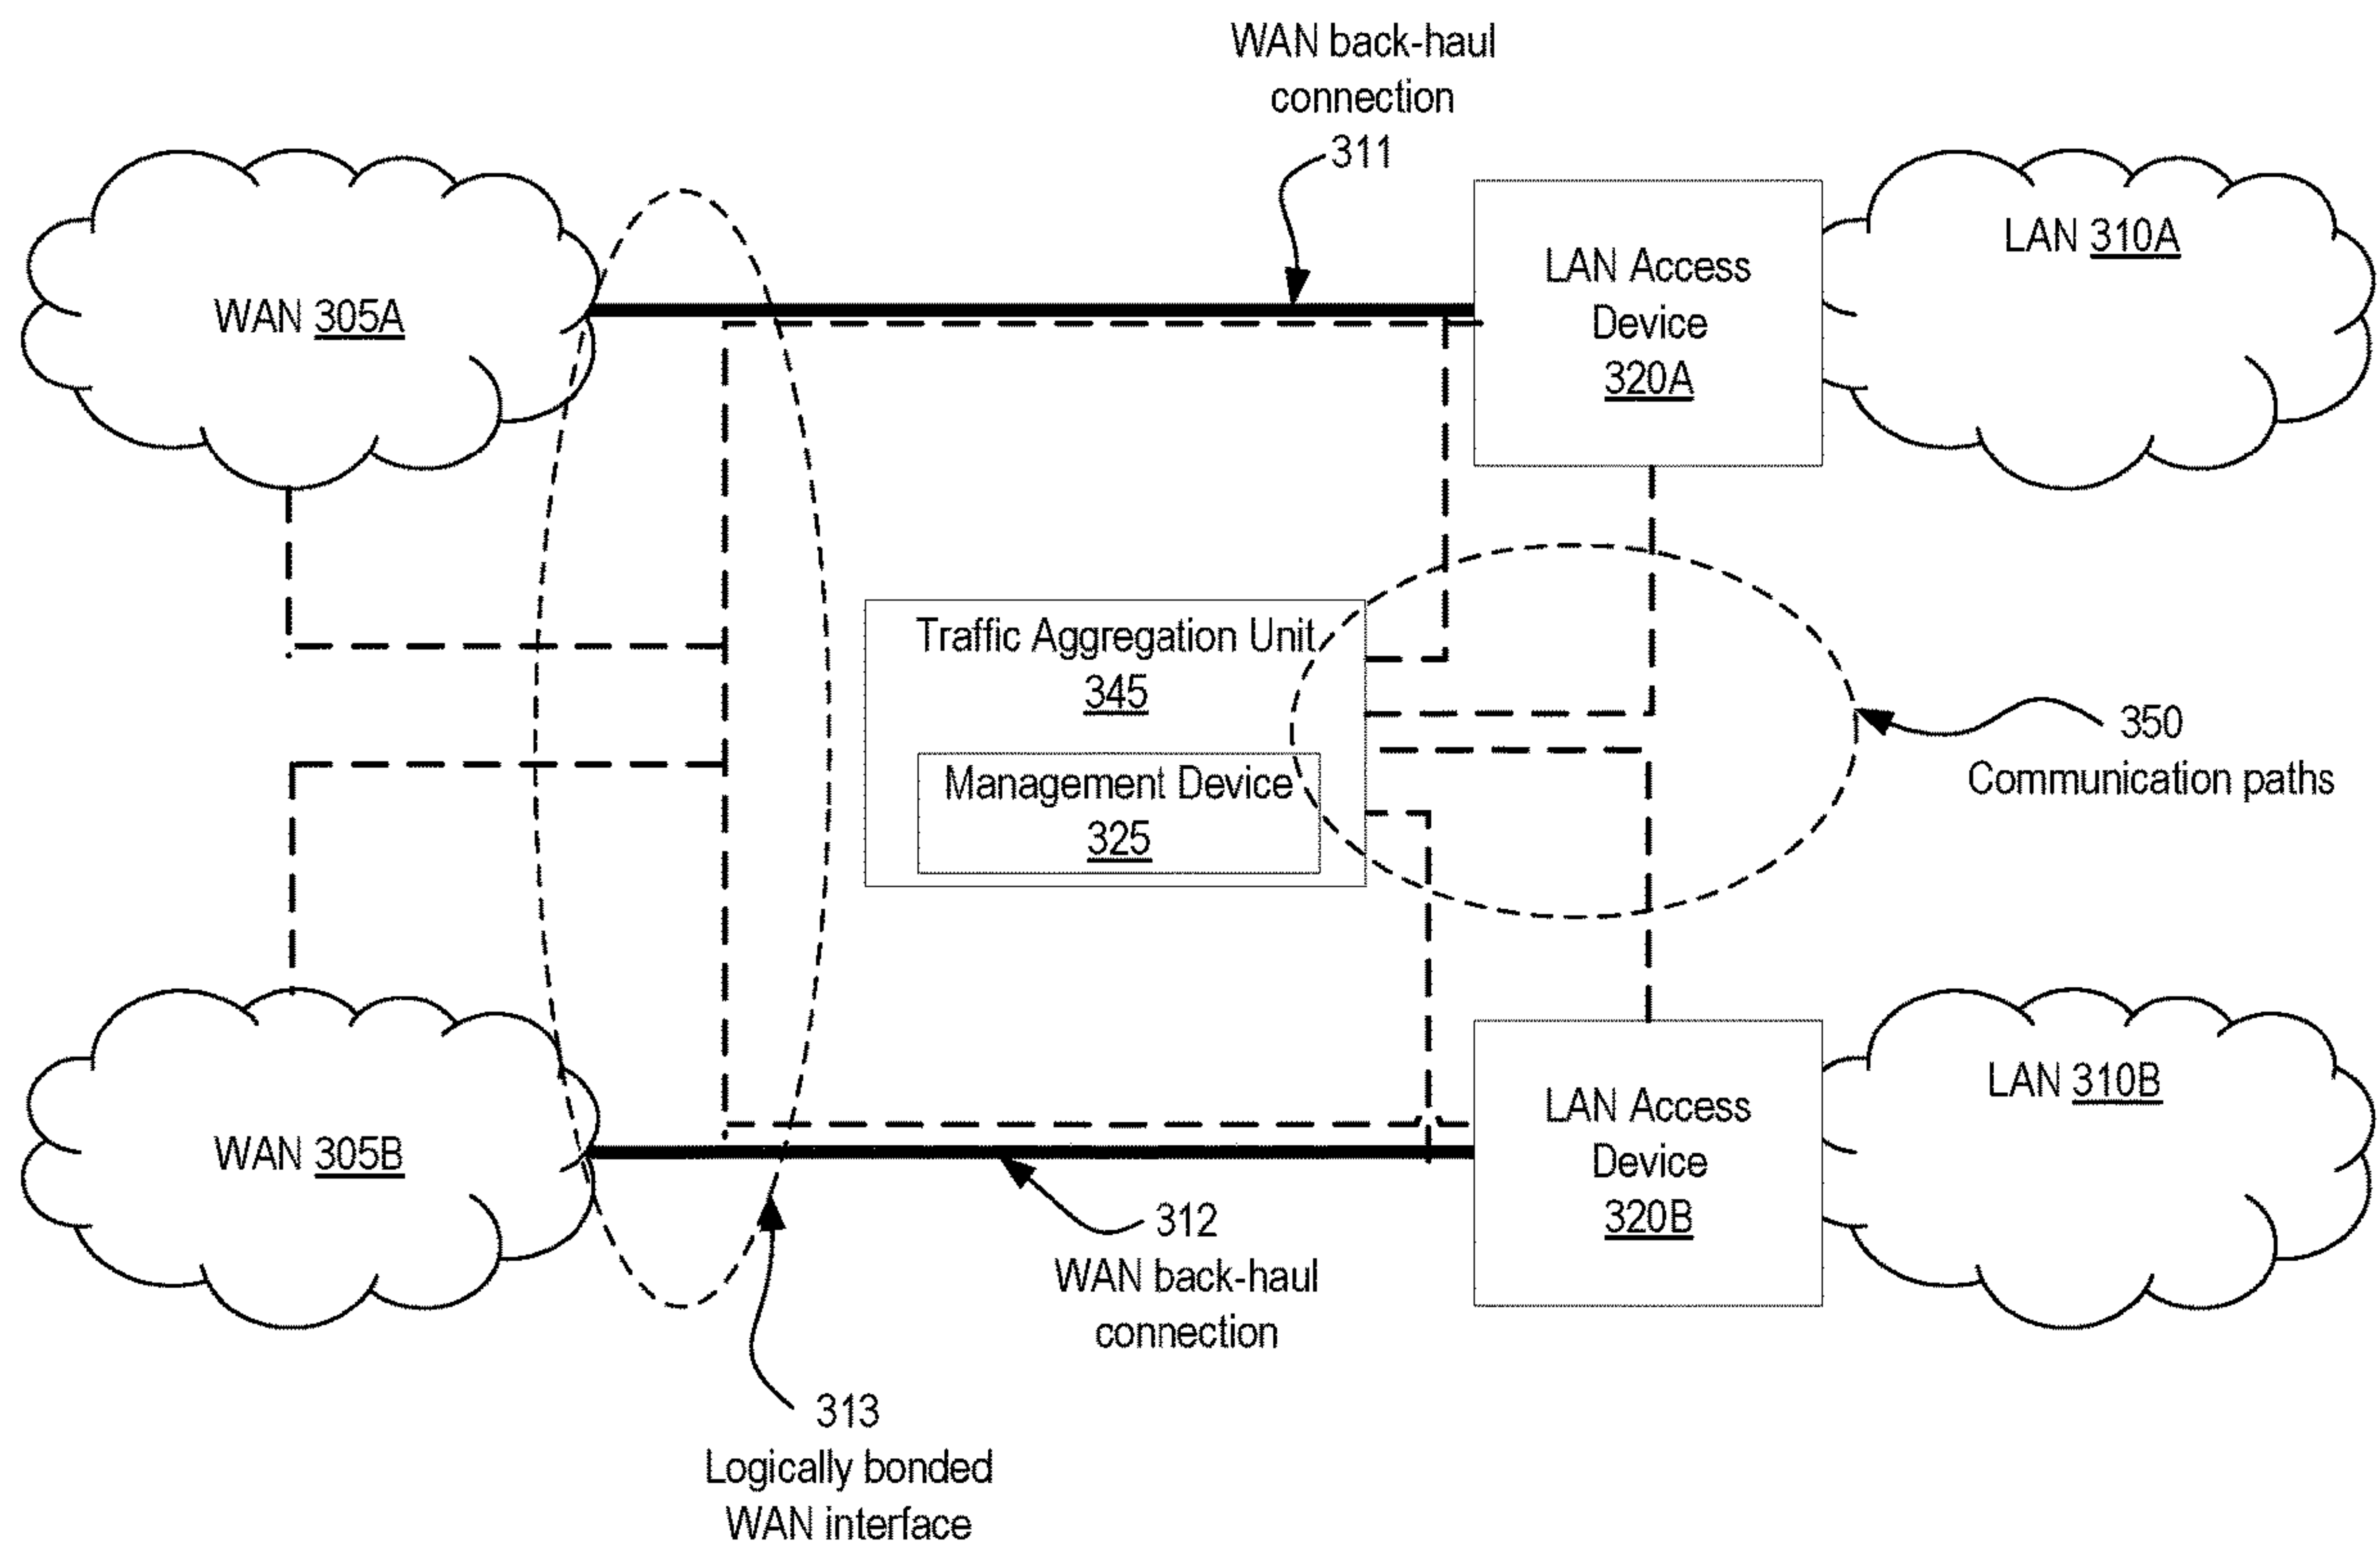 WAN back-haul
connection
311
WAN 305A
LAN Access
Device
320A
LAN 310A
Traffic Aggregation Unit
345
Management Device
325
350
Communication paths
WAN 305B
LAN Access
Device
320B
LAN 310B
312
WAN back-haul
connection
313
Logically bonded
WAN interface